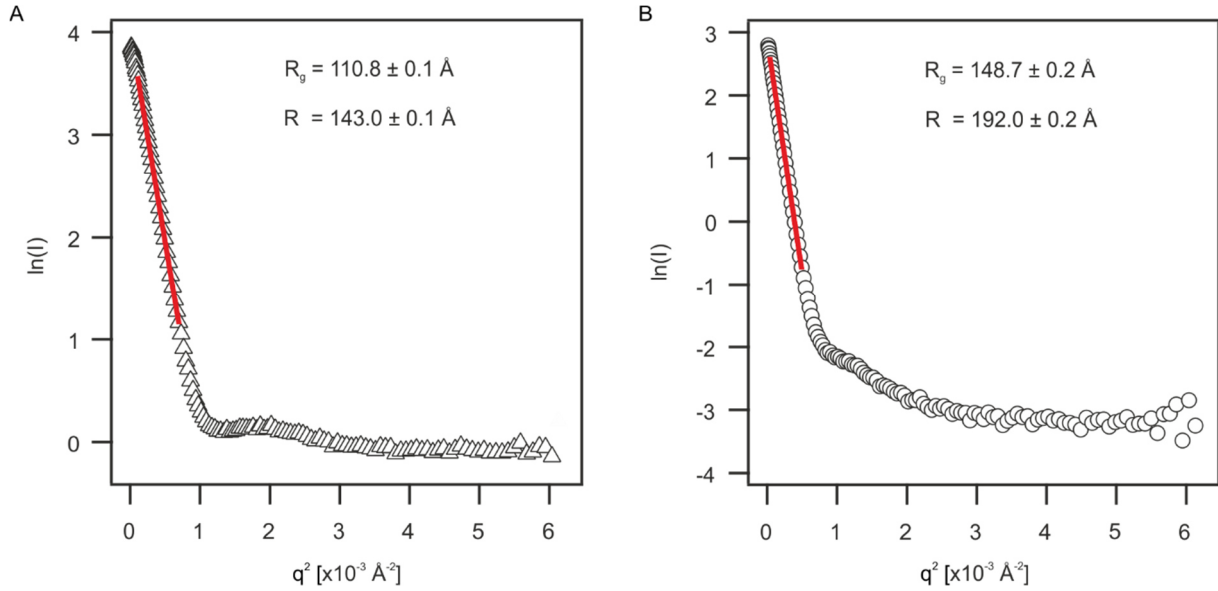 A
Rg = 110.8 ± 0.1 Å
R = 143.0 ± 0.1 Å
4
3
2
1
0
ln(I)
0 1 2 3 4 5 6
q² [x10⁻³ Å⁻²]
B
Rg = 148.7 ± 0.2 Å
R = 192.0 ± 0.2 Å
3
2
1
0
-1
-2
-3
-4
ln(I)
0 1 2 3 4 5 6
q² [x10⁻³ Å⁻²]